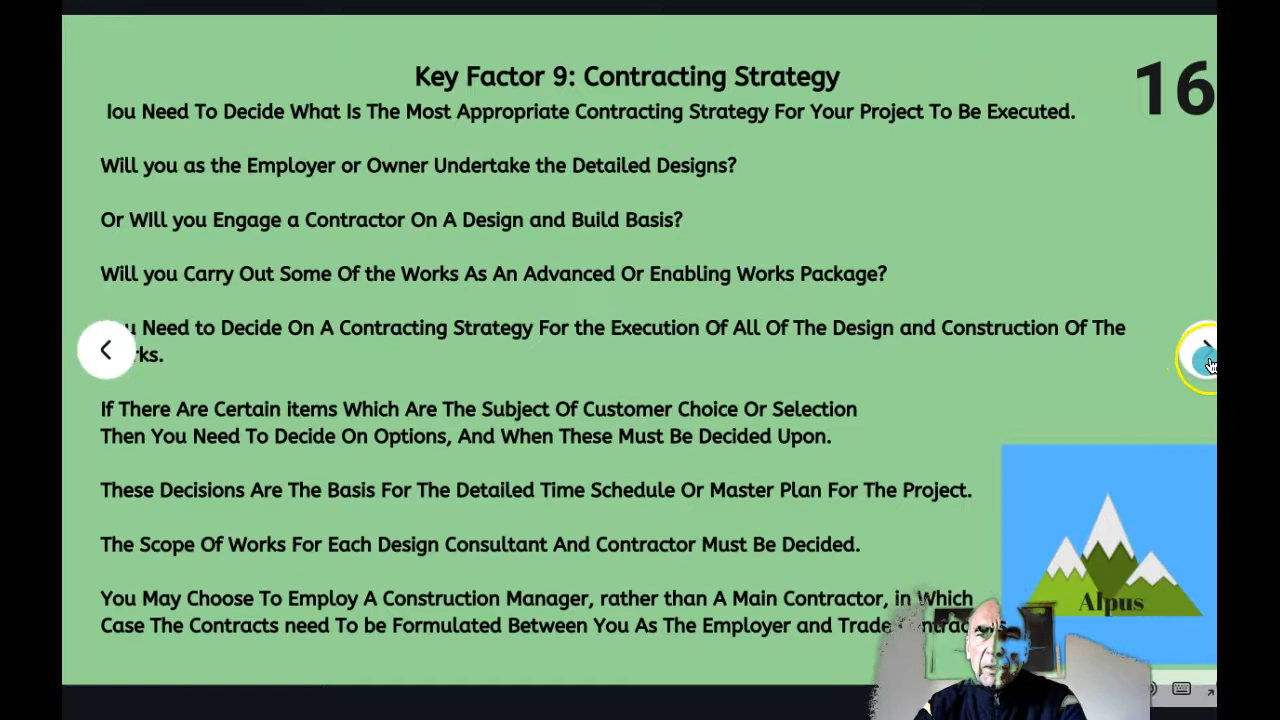 Key Factor 9: Contracting Strategy
16
Iou Need To Decide What Is The Most Appropriate Contracting Strategy For Your Project To Be Executed.
Will you as the Employer or Owner Undertake the Detailed Designs?
Or WIll you Engage a Contractor On A Design and Build Basis?
Will you Carry Out Some Of the Works As An Advanced Or Enabling Works Package?
Need to Decide On A Contracting Strategy For the Execution Of All Of The Design and Construction Of The
If There Are Certain items Which Are The Subject Of Customer Choice Or Selection
Then You Need To Decide On Options, And When These Must Be Decided Upon.
These Decisions Are The Basis For The Detailed Time Schedule Or Master Plan For The Project.
The Scope Of Works For Each Design Consultant And Contractor Must Be Decided.
You May Choose To Employ A Construction Manager, rather than A Main Contractor, in Which
Case The Contracts need To be Formulated Between You As The Employer and Trade
Alpus